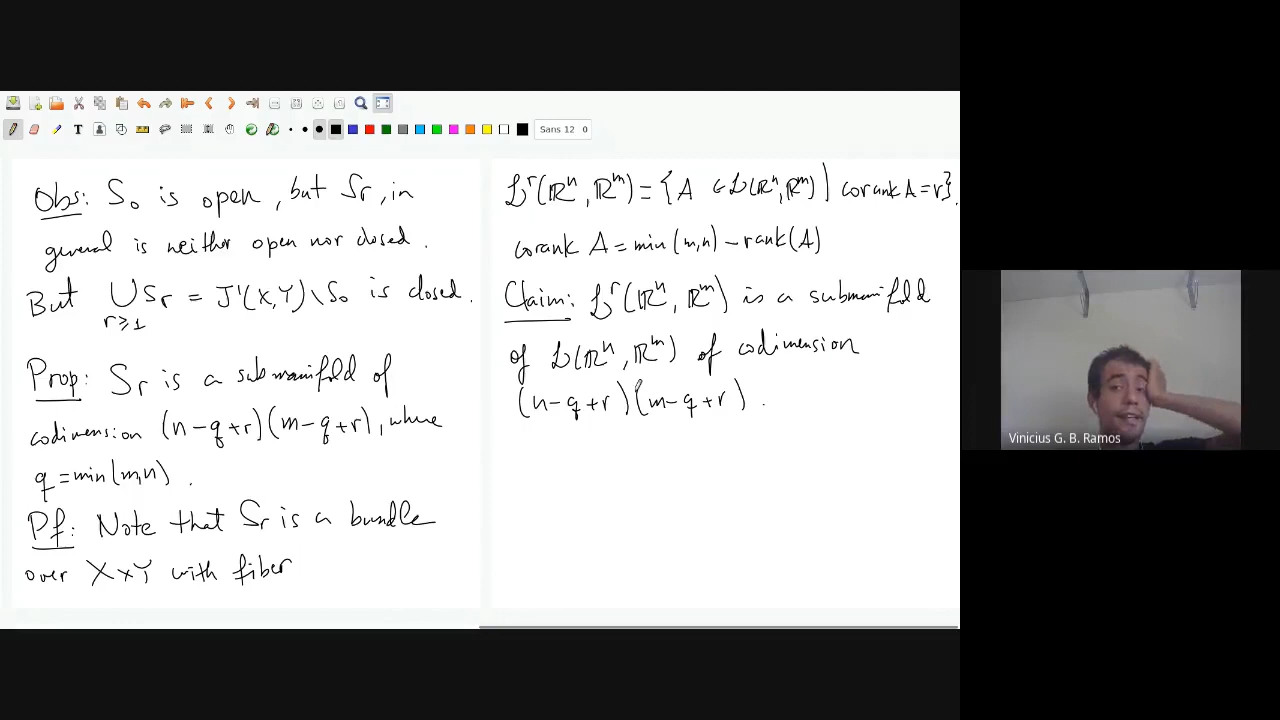 Sans 12 0
Obs: S₀ is open, but Sᵣ, in
general is neither open nor closed.
But ⋃ Sᵣ = J¹(X,Y)\S₀ is closed.
r≥1
Prop: Sᵣ is a submanifold of
codimension (n-q+r)(m-q+r), where
q=min(m,n).
Pf: Note that Sᵣ is a bundle
over X×Y with fiber
ℒʳ(ℝⁿ,ℝᵐ)={A ∈ ℒ(ℝⁿ,ℝᵐ) | corank A=r}.
corank A=min(m,n)-rank(A)
Claim: ℒʳ(ℝⁿ,ℝᵐ) is a submanifold
of ℒ(ℝⁿ,ℝᵐ) of codimension
(n-q+r)(m-q+r).
Vinicius G. B. Ramos